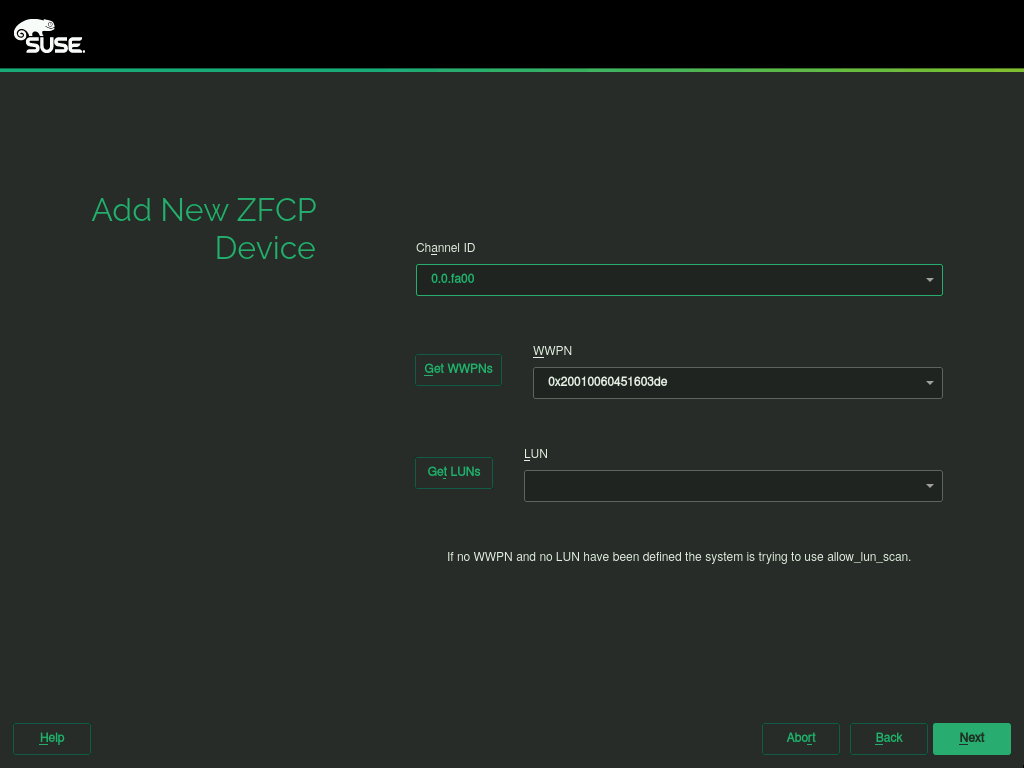 SUSE.
Add New ZFCP
Device
Channel ID
0.0.fa00
Get WWPNs
WWPN
0x20010060451603de
Get LUNs
LUN
If no WWPN and no LUN have been defined the system is trying to use allow_lun_scan.
Help
Abort
Back
Next